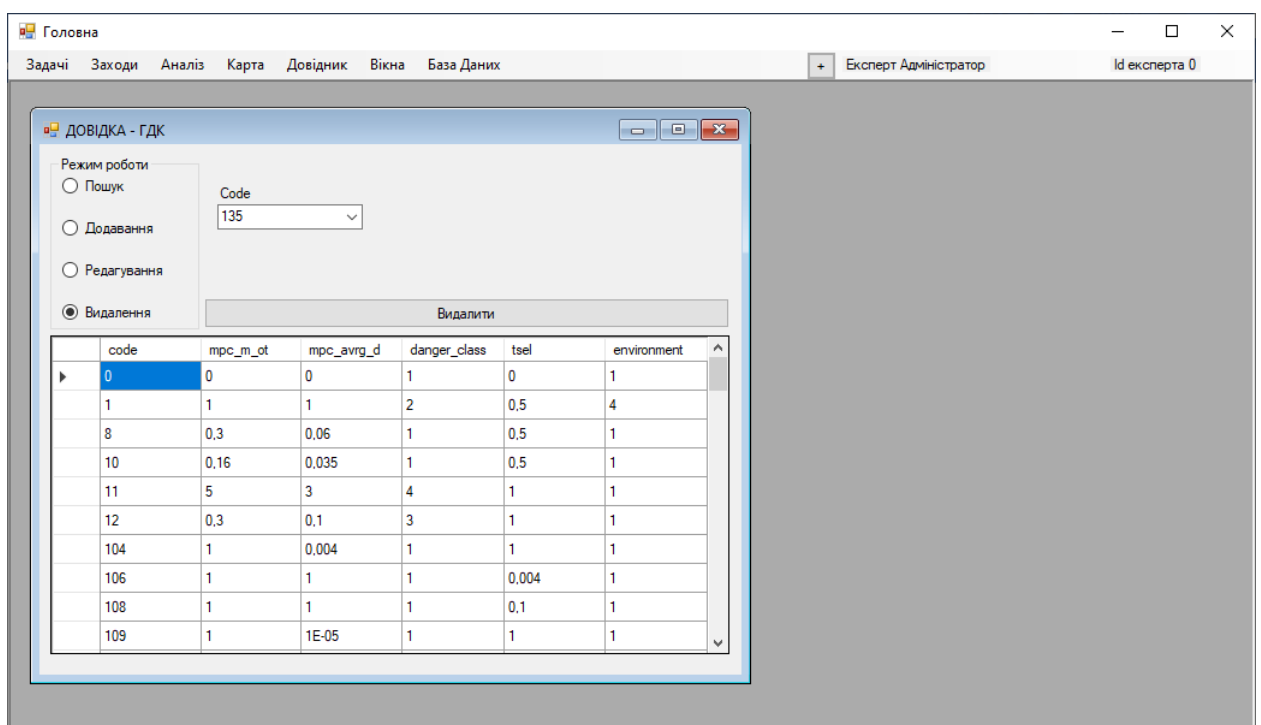 Головна
Задачі Заходи Аналіз Карта Довідник Вікна База Даних + Експерт Адміністратор Id експерта 0
ДОВІДКА - ГДК
Режим роботи
Пошук
Code
135
Додавання
Редагування
Видалення
Видалити
code mpc_m_ot mpc_avrg_d danger_class tsel environment
0 0 0 1 0 1
1 1 1 2 0,5 4
8 0,3 0,06 1 0,5 1
10 0,16 0,035 1 0,5 1
11 5 3 4 1 1
12 0,3 0,1 3 1 1
104 1 0,004 1 1 1
106 1 1 1 0,004 1
108 1 1 1 0,1 1
109 1 1E-05 1 1 1